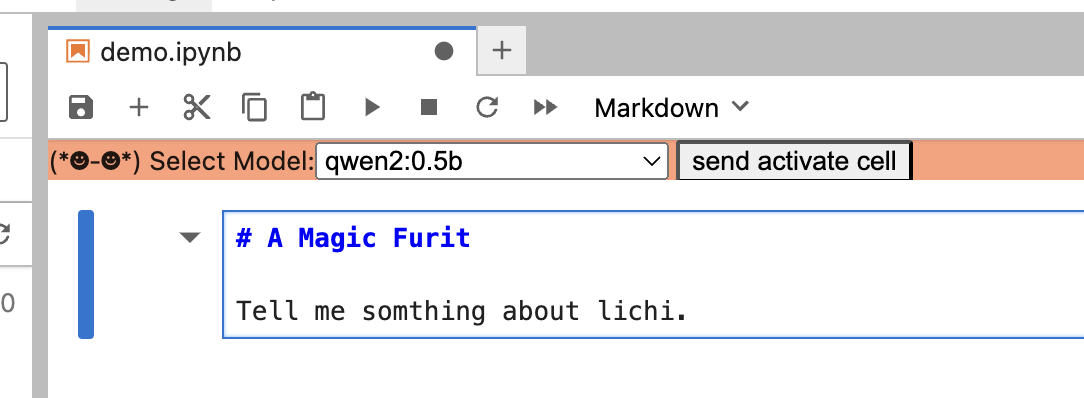 demo.ipynb
Markdown
(*☻-☻*) Select Model: qwen2:0.5b send activate cell
# A Magic Furit
Tell me somthing about lichi.
0